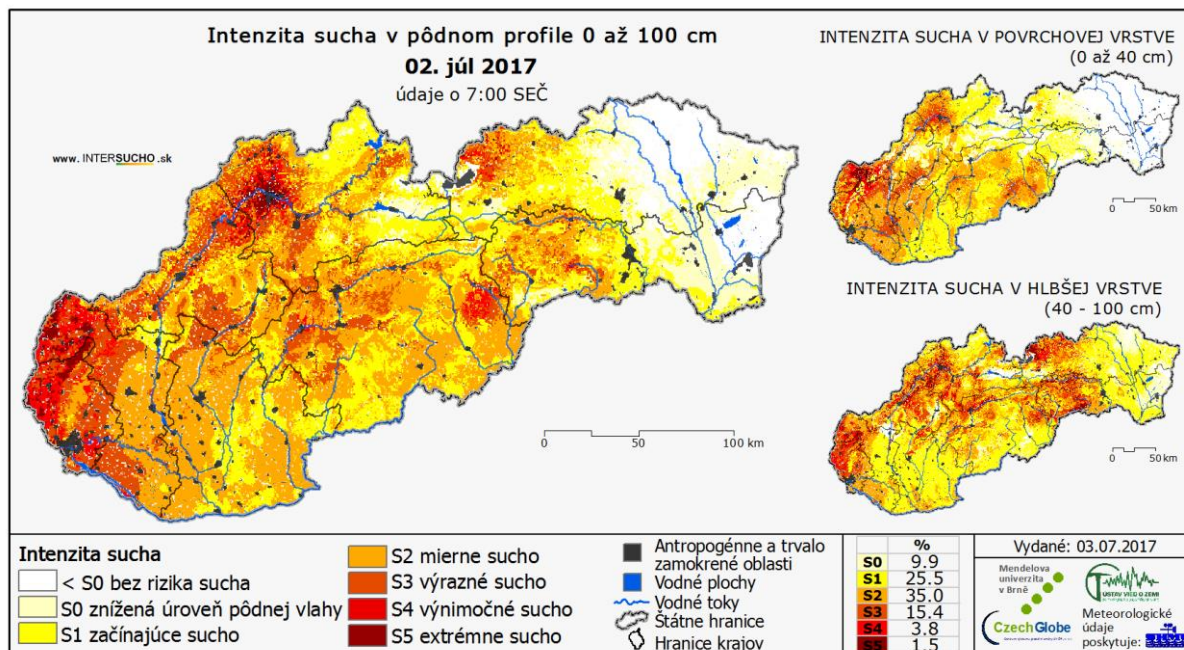 Intenzita sucha v pôdnom profile 0 až 100 cm
02. júl 2017
údaje o 7:00 SEČ
www. INTERSUCHO.sk
0 50 100 km
INTENZITA SUCHA V POVRCHOVEJ VRSTVE
(0 až 40 cm)
0 50 km
INTENZITA SUCHA V HLBŠEJ VRSTVE
(40 - 100 cm)
0 50 km
Intenzita sucha
< S0 bez rizika sucha
S0 znížená úroveň pôdnej vlahy
S1 začínajúce sucho
S2 mierne sucho
S3 výrazné sucho
S4 výnimočné sucho
S5 extrémne sucho
Antropogénne a trvalo
zamokrené oblasti
Vodné plochy
Vodné toky
Štátne hranice
Hranice krajov
%
S0 9.9
S1 25.5
S2 35.0
S3 15.4
S4 3.8
S5 1.5
Vydané: 03.07.2017
Mendelova
univerzita
v Brně
CzechGlobe
ÚSTAV VĚD O ZEMI
Meteorologické
údaje
poskytuje: